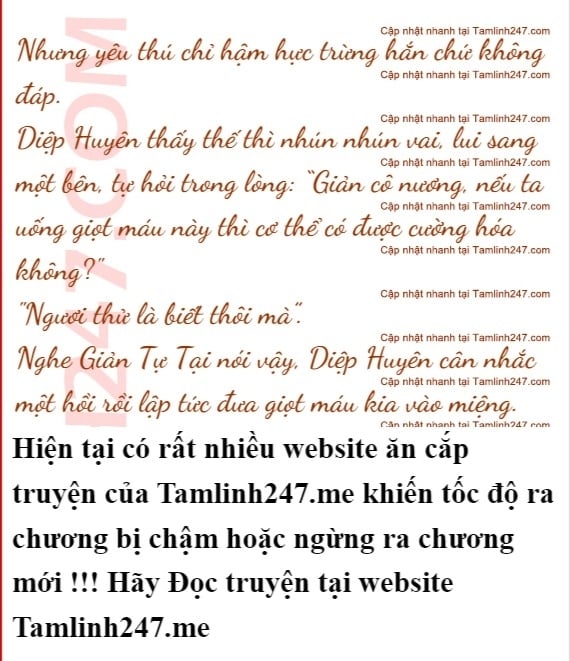 Cập nhật nhanh tại Tamlinh247.com
Nhưng yêu thú chỉ hậm hực trừng hắn chứ không
Cập nhật nhanh tại Tamlinh247.com
đáp.
Cập nhật nhanh tại Tamlinh247.com
Diệp Huyên thấy thế thì nhún nhún vai, lui sang
Cập nhật nhanh tại Tamlinh247.com
một bên, tự hỏi trong lòng: “Giản cô nương, nếu ta
Cập nhật nhanh tại Tamlinh247.com
uống giọt máu này thì cơ thể có được cường hóa
Cập nhật nhanh tại Tamlinh247.com
không?”
Cập nhật nhanh tại Tamlinh247.com
“Ngươi thử là biết thôi mà”.
Cập nhật nhanh tại Tamlinh247.com
Nghe Giản Tự Tại nói vậy, Diệp Huyên cân nhắc
Cập nhật nhanh tại Tamlinh247.com
một hồi rồi lập tức đưa giọt máu kia vào miệng.
Cập nhật nhanh tại Tamlinh247.com
247.COM
Hiện tại có rất nhiều website ăn cắp
truyện của Tamlinh247.me khiến tốc độ ra
chương bị chậm hoặc ngừng ra chương
mới !!! Hãy Đọc truyện tại website
Tamlinh247.me